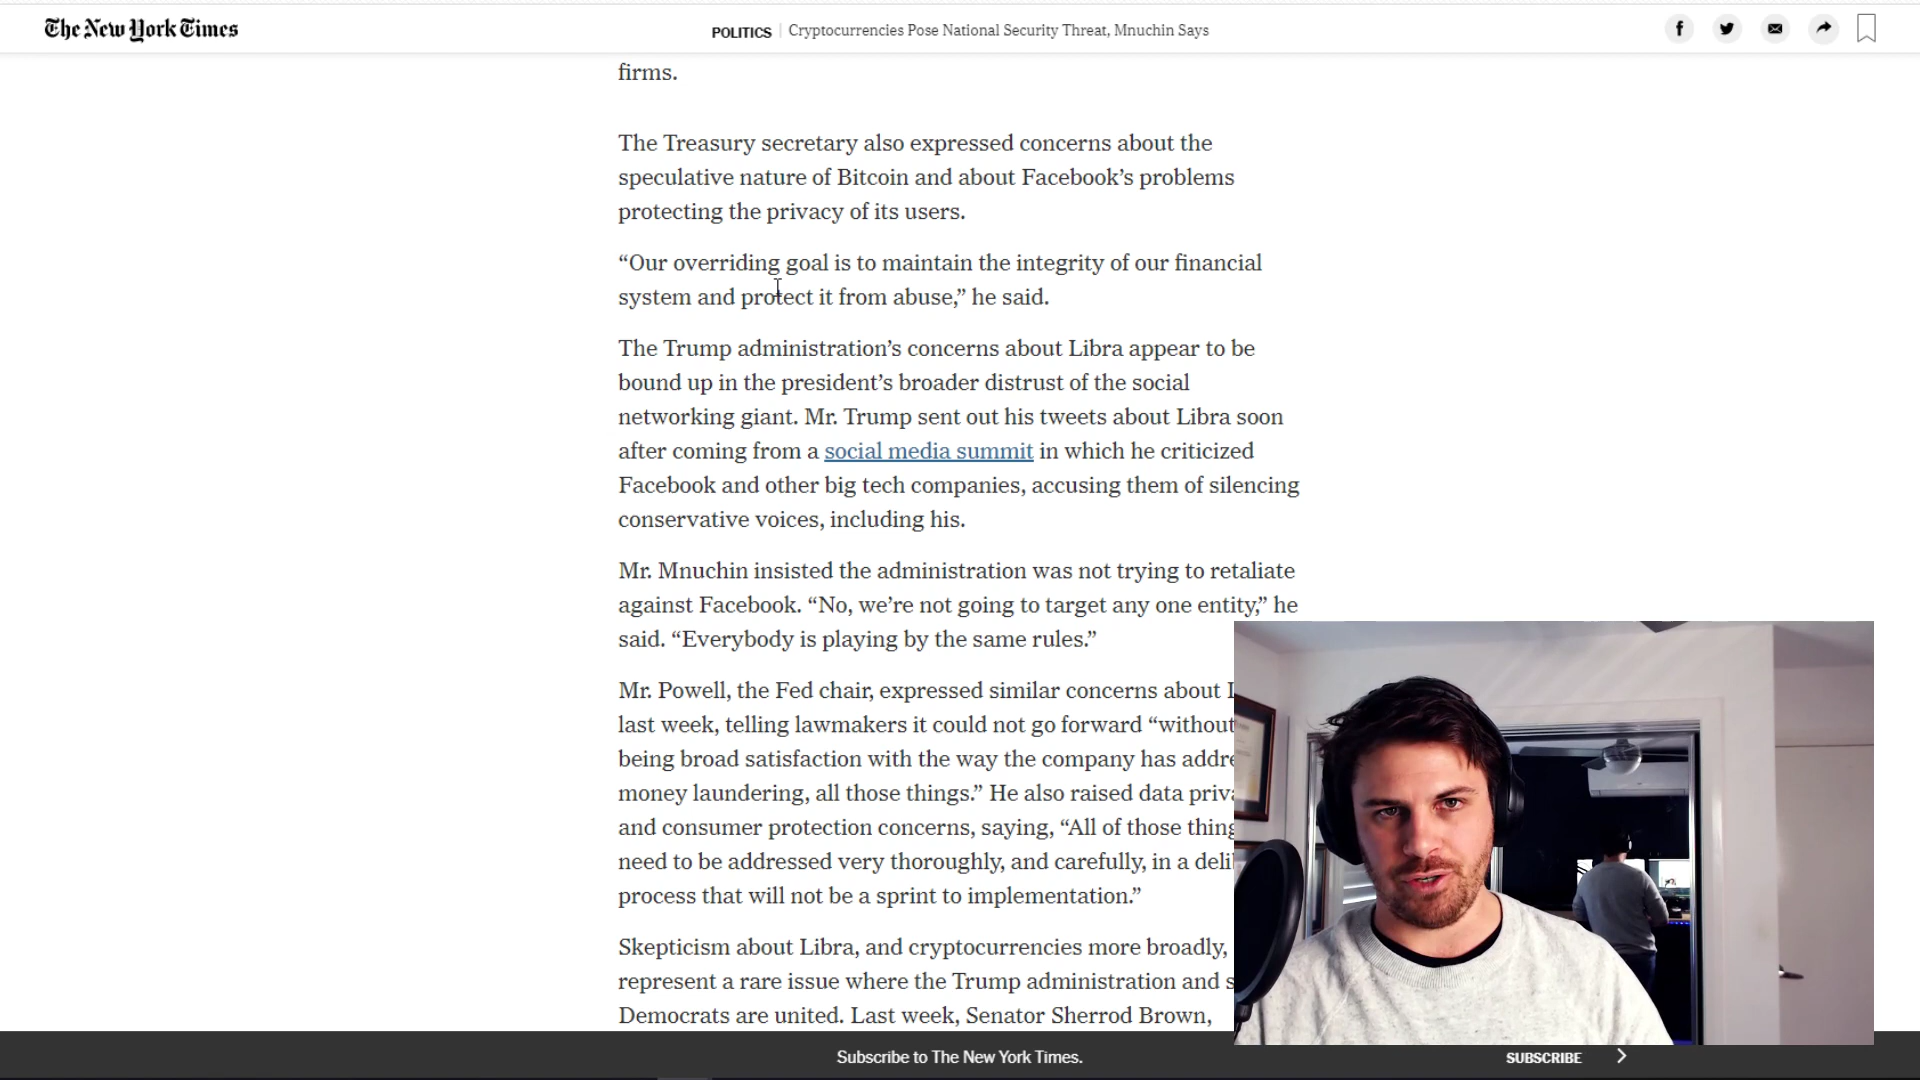 The New York Times
POLITICS | Cryptocurrencies Pose National Security Threat, Mnuchin Says
firms.
The Treasury secretary also expressed concerns about the
speculative nature of Bitcoin and about Facebook’s problems
protecting the privacy of its users.
“Our overriding goal is to maintain the integrity of our financial
system and protect it from abuse,” he said.
The Trump administration’s concerns about Libra appear to be
bound up in the president’s broader distrust of the social
networking giant. Mr. Trump sent out his tweets about Libra soon
after coming from a social media summit in which he criticized
Facebook and other big tech companies, accusing them of silencing
conservative voices, including his.
Mr. Mnuchin insisted the administration was not trying to retaliate
against Facebook. “No, we’re not going to target any one entity,” he
said. “Everybody is playing by the same rules.”
Mr. Powell, the Fed chair, expressed similar concerns about
last week, telling lawmakers it could not go forward “without
being broad satisfaction with the way the company has
money laundering, all those things.” He also raised data
and consumer protection concerns, saying, “All of those
need to be addressed very thoroughly, and carefully, in a
process that will not be a sprint to implementation.”
Skepticism about Libra, and cryptocurrencies more broadly,
represent a rare issue where the Trump administration and
Democrats are united. Last week, Senator Sherrod Brown,
Subscribe to The New York Times.
SUBSCRIBE